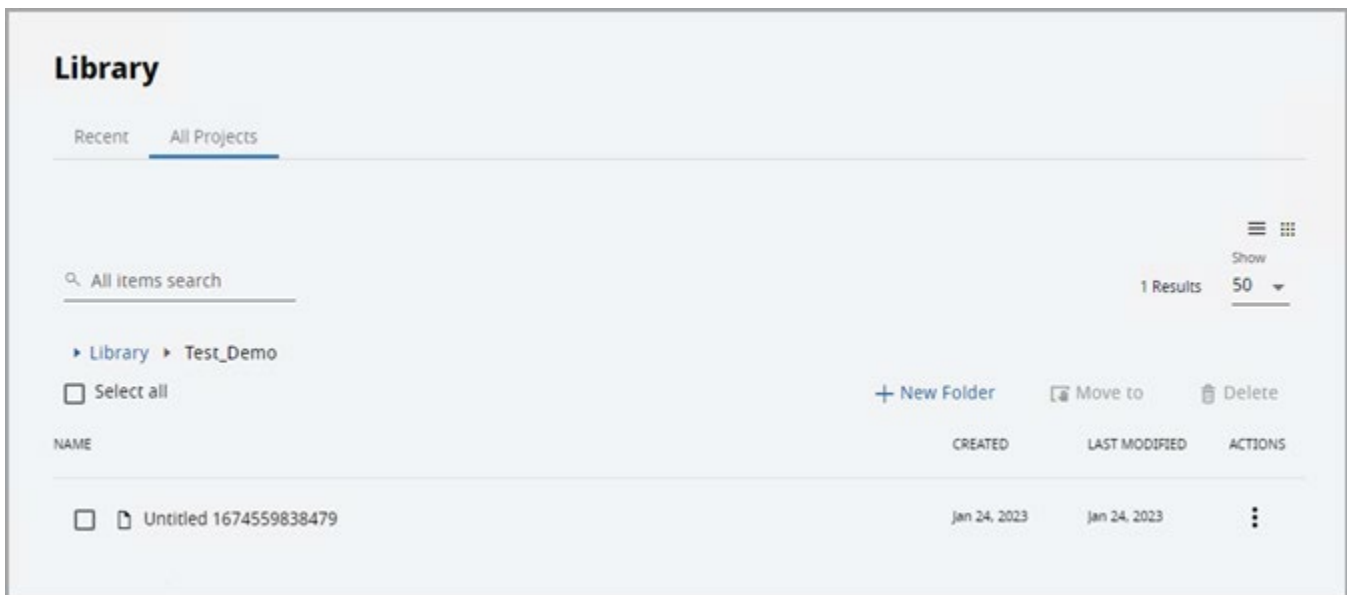 Library
Recent All Projects
Show
All items search 1 Results 50
Library Test_Demo
Select all + New Folder Move to Delete
NAME CREATED LAST MODIFIED ACTIONS
Untitled 1674559838479 Jan 24, 2023 Jan 24, 2023